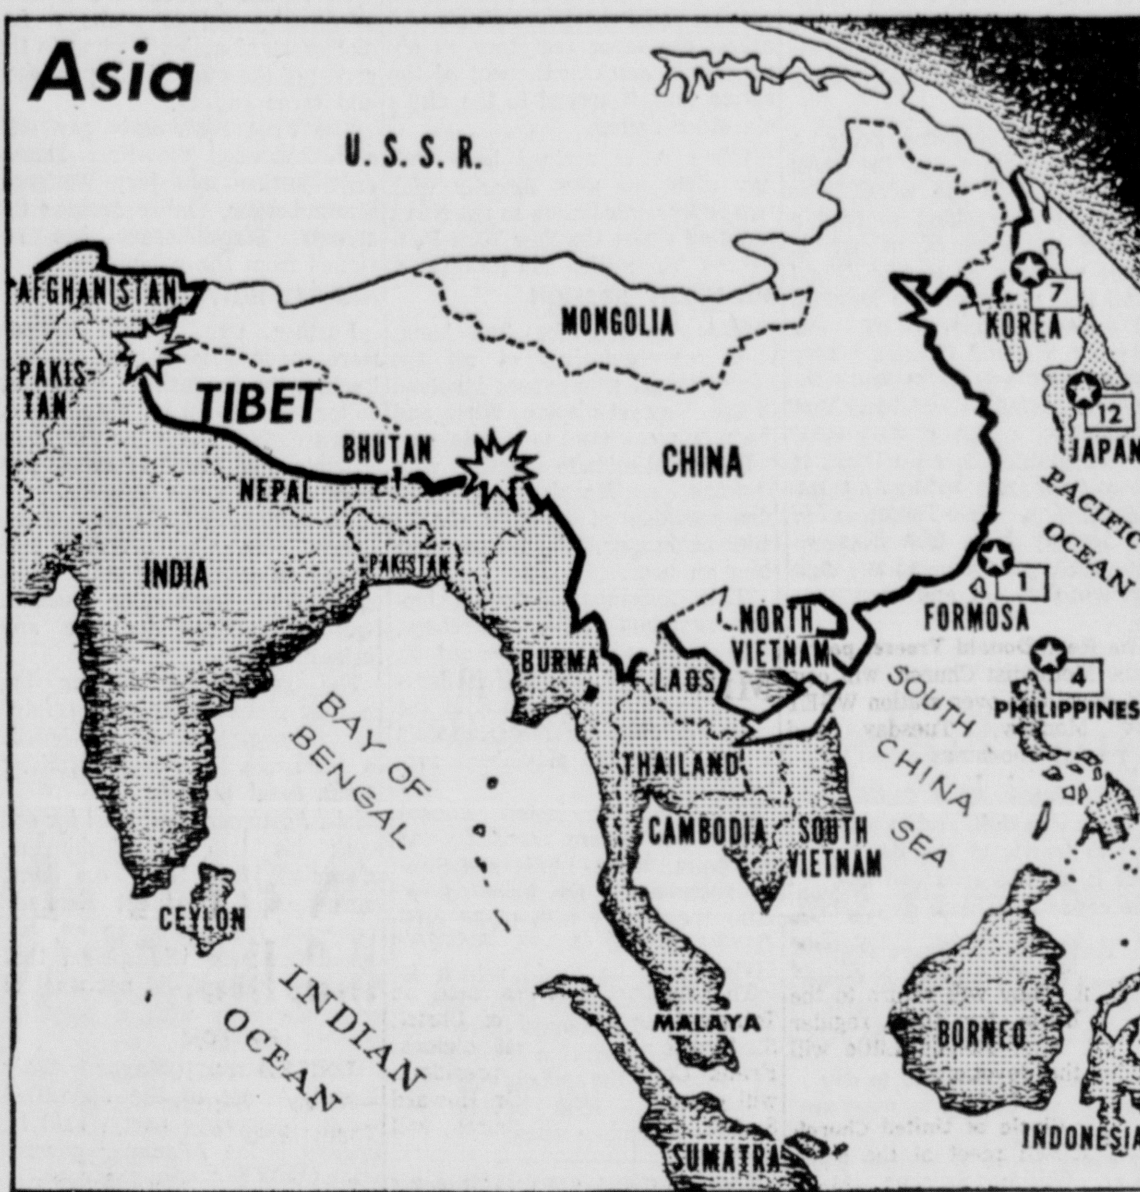 Asia
U.S.S.R.
AFGHANISTAN
MONGOLIA
7
KOREA
PAKIS-
TAN
TIBET
12
BHUTAN
CHINA
JAPAN
NEPAL
PACIFIC
OCEAN
PAKISTAN
INDIA
1
FORMOSA
NORTH
VIETNAM
BURMA
LAOS
4
PHILIPPINES
BAY OF
BENGAL
SOUTH
CHINA
SEA
THAILAND
CAMBODIA
SOUTH
VIETNAM
CEYLON
INDIAN
OCEAN
MALAYA
BORNEO
INDONESIA
SUMATRA